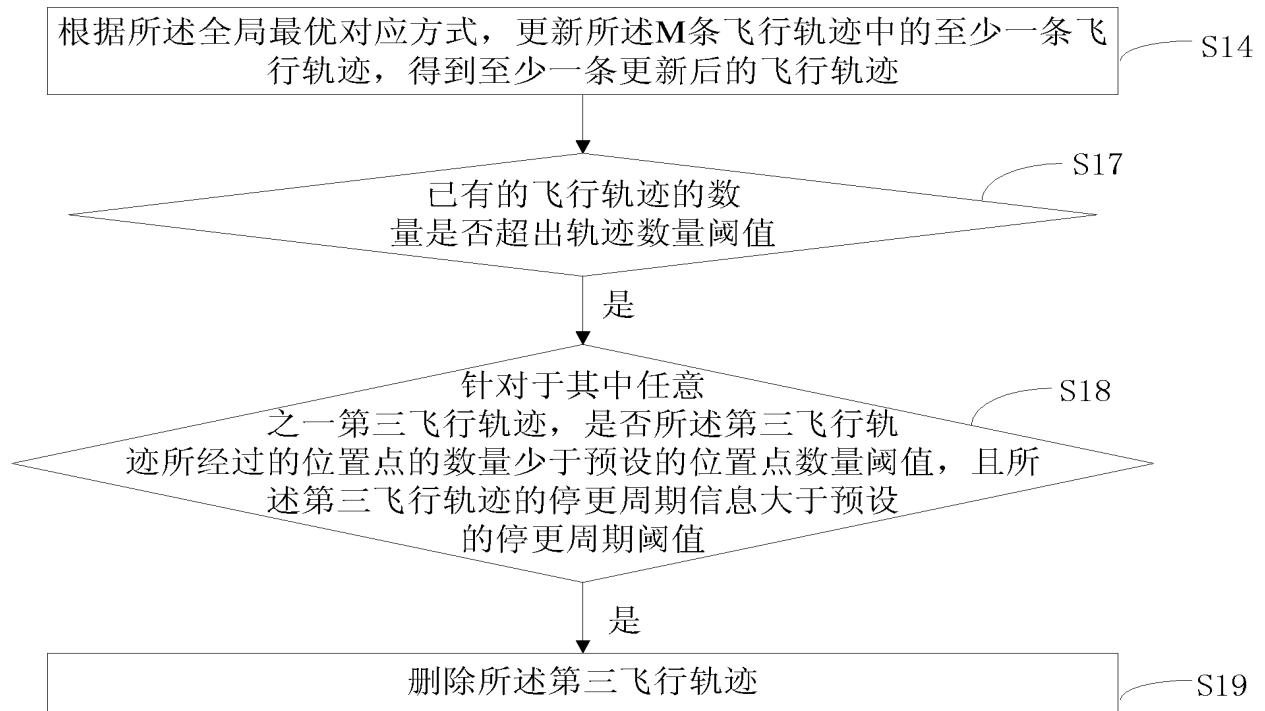 根据所述全局最优对应方式，更新所述M条飞行轨迹中的至少一条飞
行轨迹，得到至少一条更新后的飞行轨迹
S14
S17
已有的飞行轨迹的数
量是否超出轨迹数量阈值
是
针对于其中任意
S18
之一第三飞行轨迹，是否所述第三飞行轨
迹所经过的位置点的数量少于预设的位置点数量阈值，且所
述第三飞行轨迹的停更周期信息大于预设
的停更周期阈值
是
删除所述第三飞行轨迹
S19